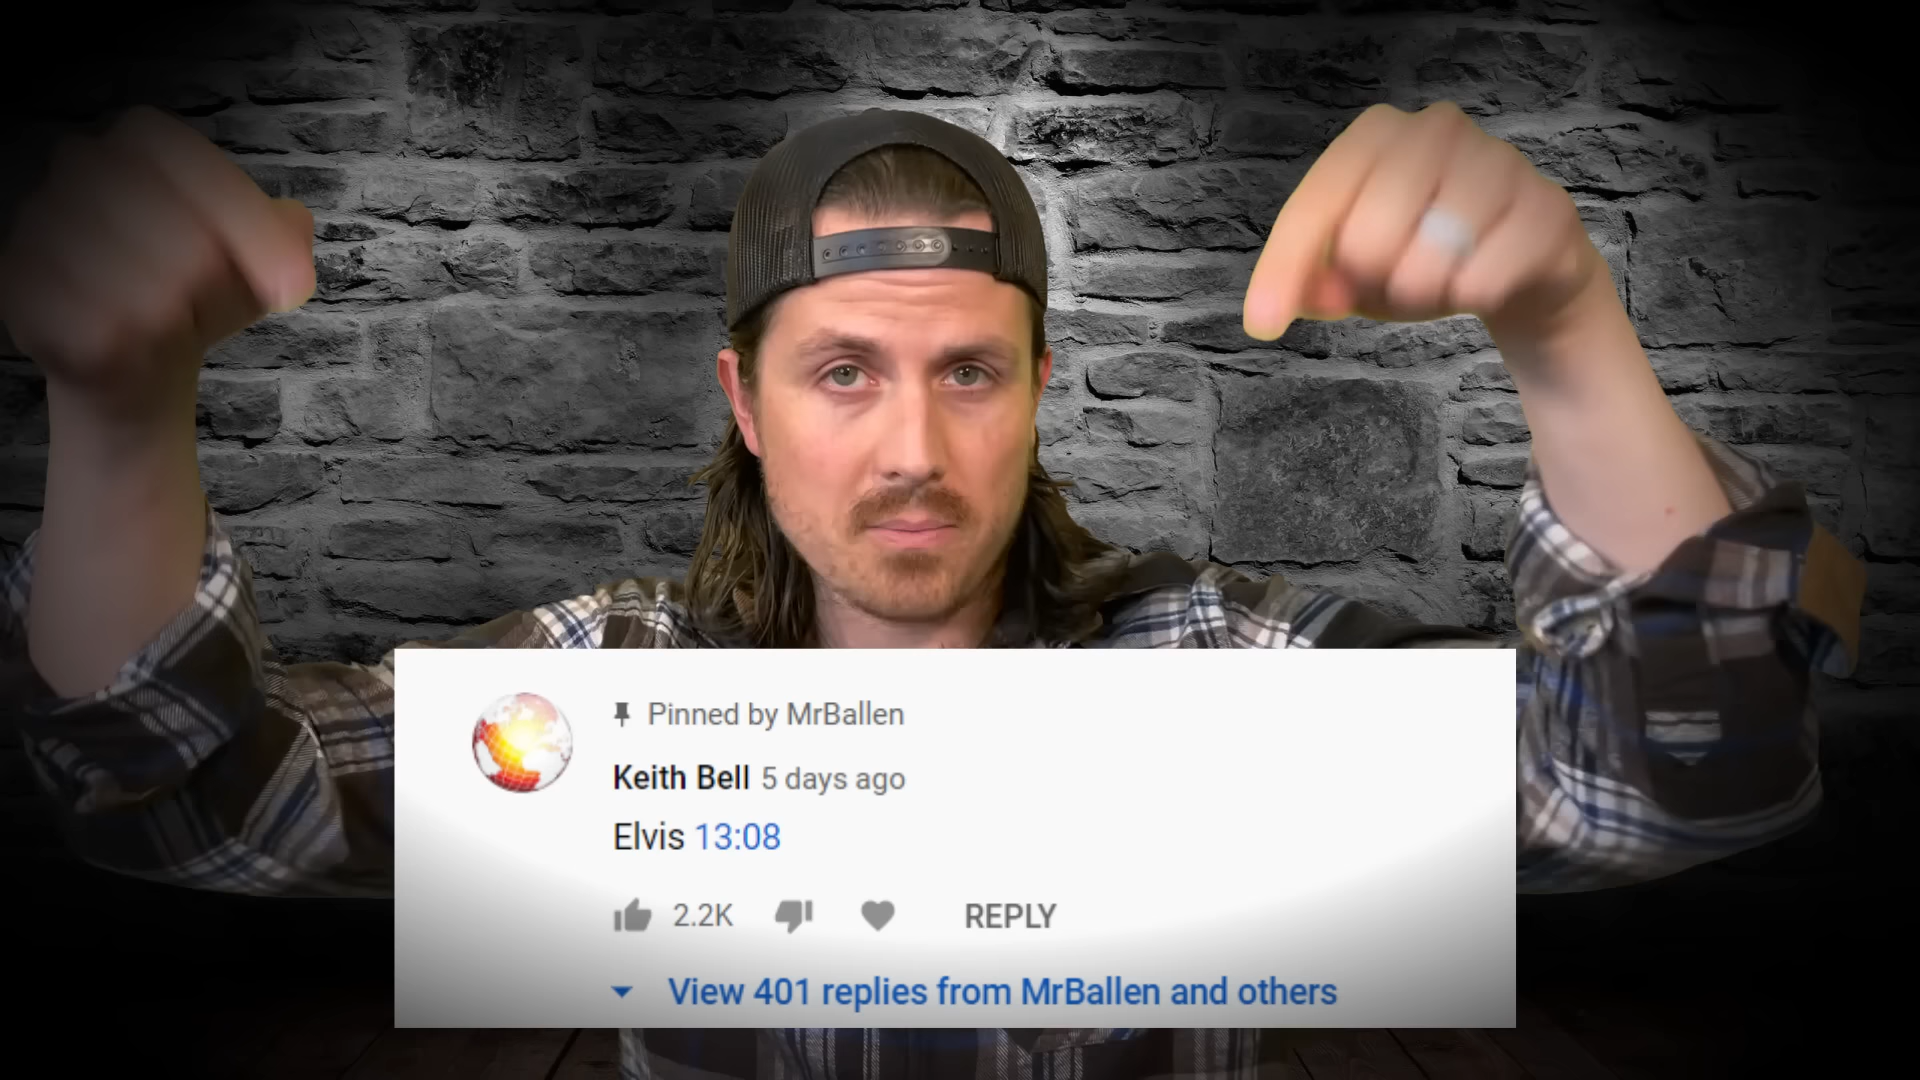 Pinned by MrBallen
Keith Bell 5 days ago
Elvis 13:08
2.2K REPLY
View 401 replies from MrBallen and others